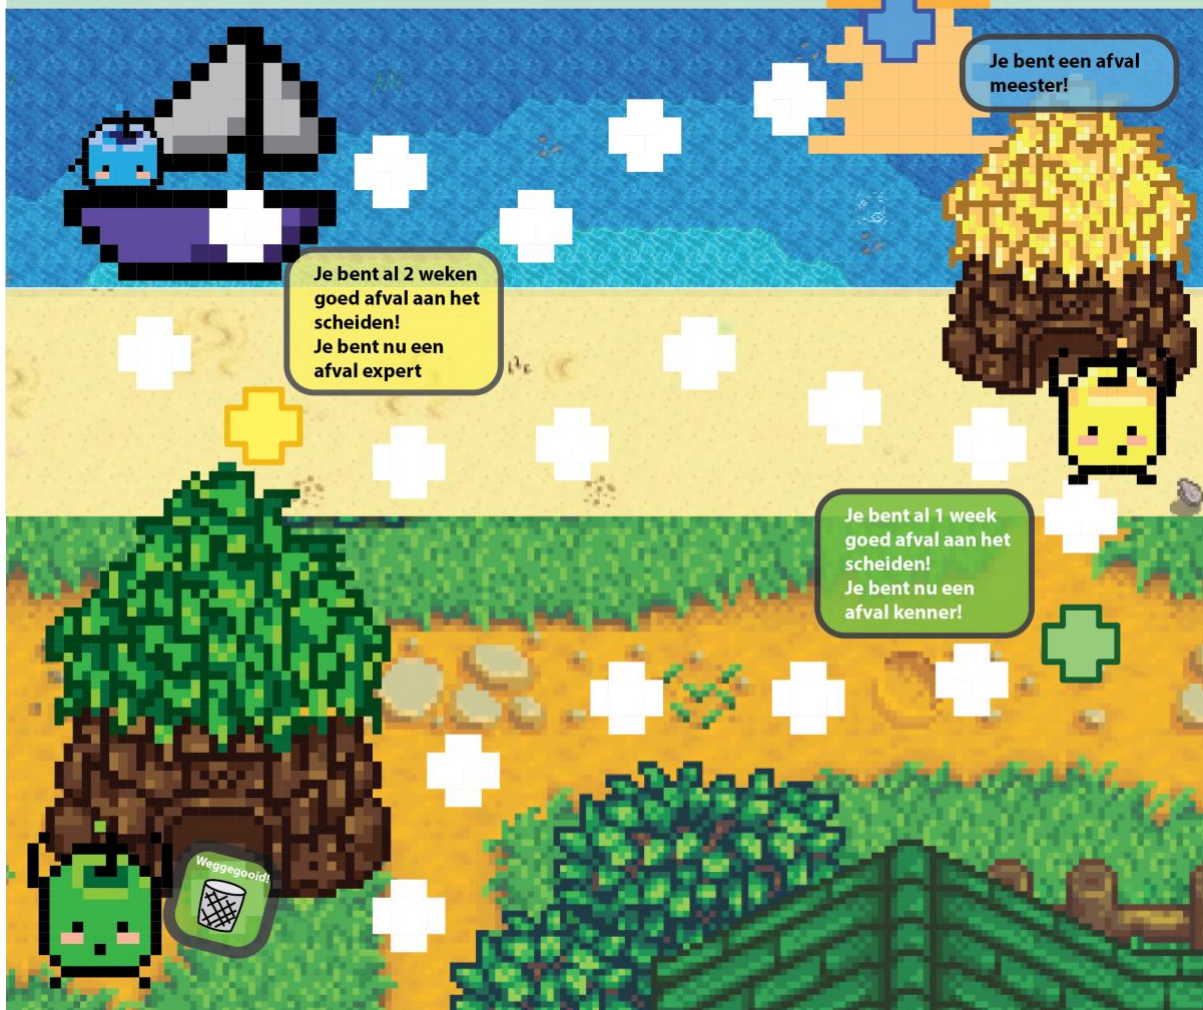 Je bent een afval
meester!
Je bent al 2 weken
goed afval aan het
scheiden!
Je bent nu een
afval expert
Je bent al 1 week
goed afval aan het
scheiden!
Je bent nu een
afval kenner!
Weggegooid!